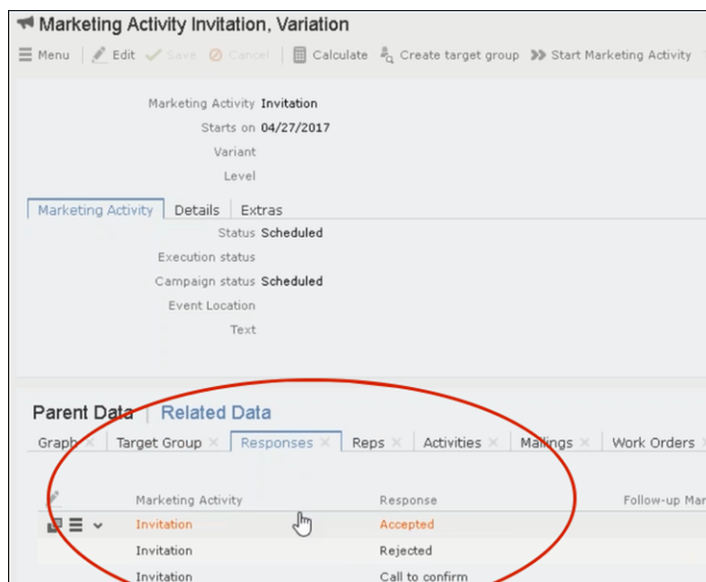 Marketing Activity Invitation, Variation
Menu Edit Save Cancel Calculate Create target group Start Marketing Activity
Marketing Activity Invitation
Starts on 04/27/2017
Variant
Level
Marketing Activity Details Extras
Status Scheduled
Execution status
Campaign status Scheduled
Event Location
Text
Parent Data Related Data
Graph Target Group Responses Reps Activities Mailings Work Orders
Marketing Activity Response Follow-up Mar
Invitation Accepted
Invitation Rejected
Invitation Call to confirm